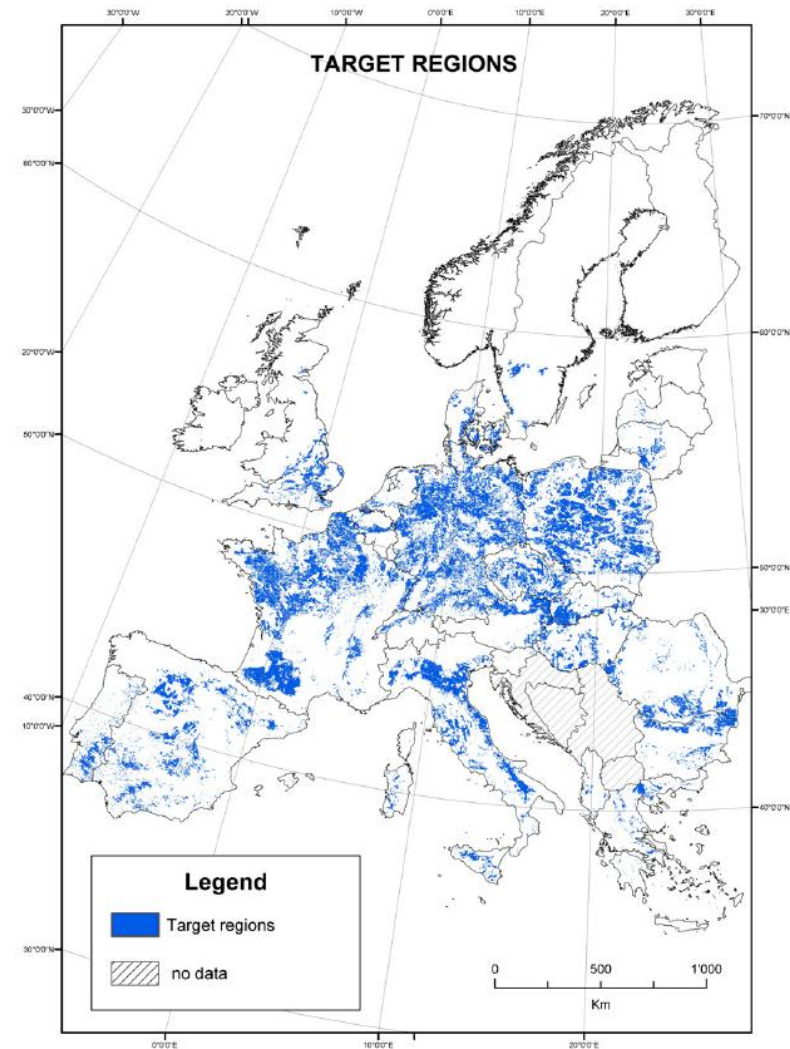 30°0'0"W 20°0'0"W 10°0'0"W 0°0'0"E 10°0'0"E 20°0'0"E 30°0'0"E
TARGET REGIONS
30°0'0"W
70°0'0"N
60°0'0"N
60°0'0"N
20°0'0"W
50°0'0"N
50°0'0"N
30°0'0"E
40°0'0"N
10°0'0"W
40°0'0"N
Legend
Target regions
no data
30°0'0"N
0 500 1'000
Km
0°0'0"E 10°0'0"E 20°0'0"E